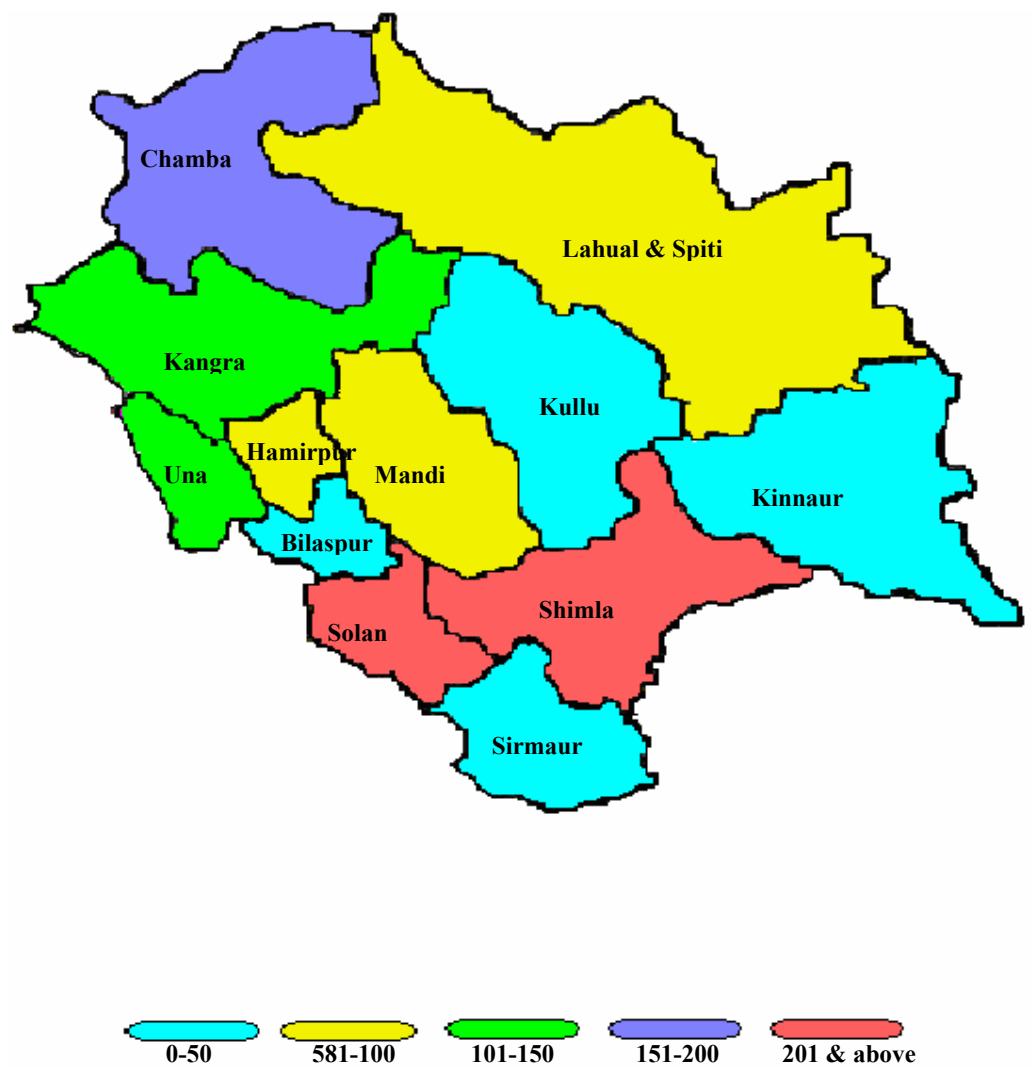 Chamba
Lahual & Spiti
Kangra
Kullu
Hamirpur
Una
Mandi
Kinnaur
Bilaspur
Solan
Shimla
Sirmaur
0-50
581-100
101-150
151-200
201 & above